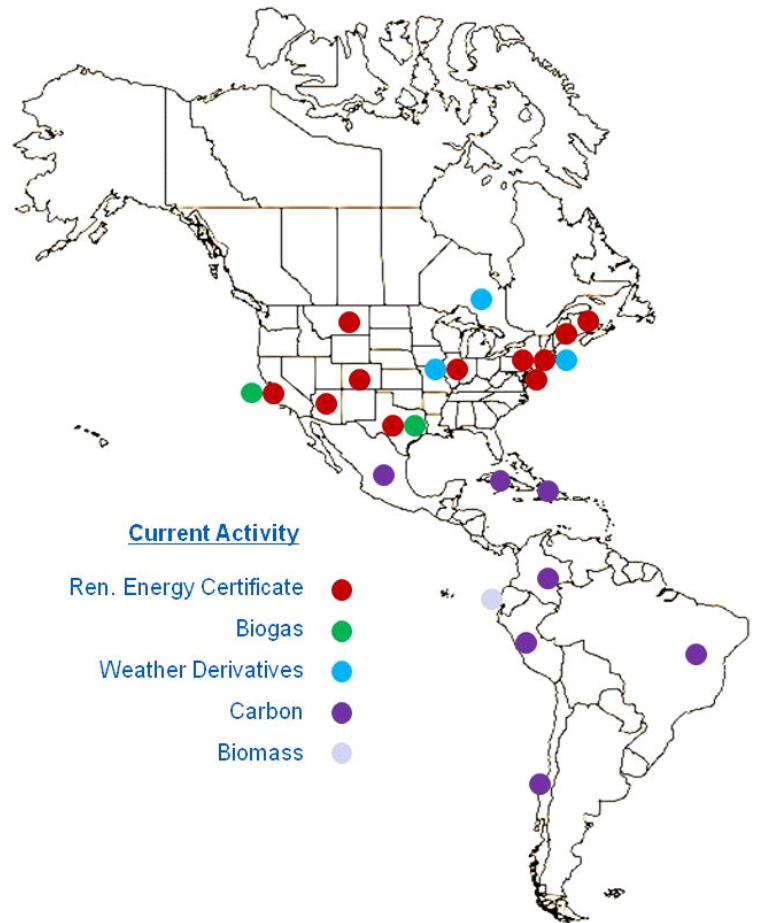 Current Activity
Ren. Energy Certificate
Biogas
Weather Derivatives
Carbon
Biomass